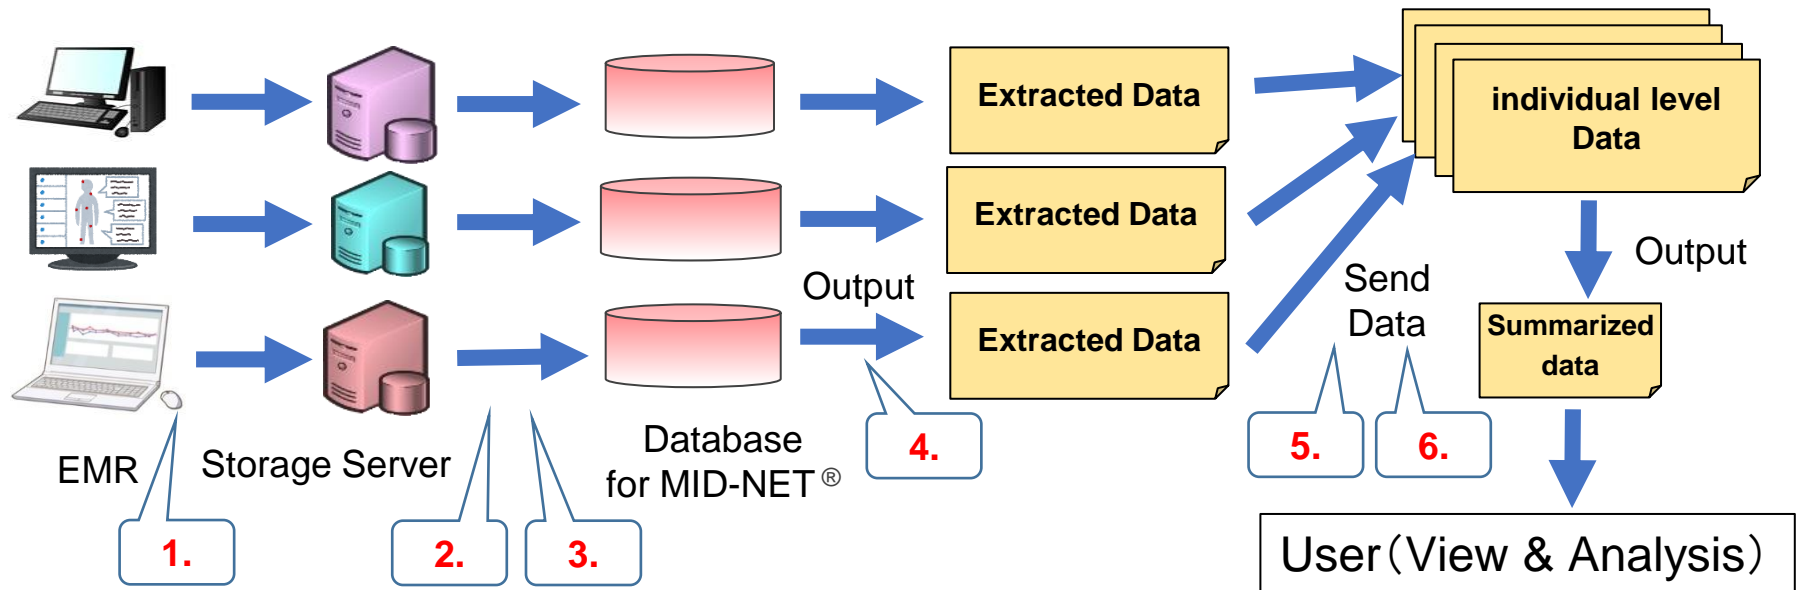 Extracted Data
individual level
Data
Extracted Data
Output
Send
Data
Output
Extracted Data
Summarized
data
EMR
Storage Server
Database
for MID-NET®
1.
2.
3.
4.
5.
6.
User（View & Analysis）